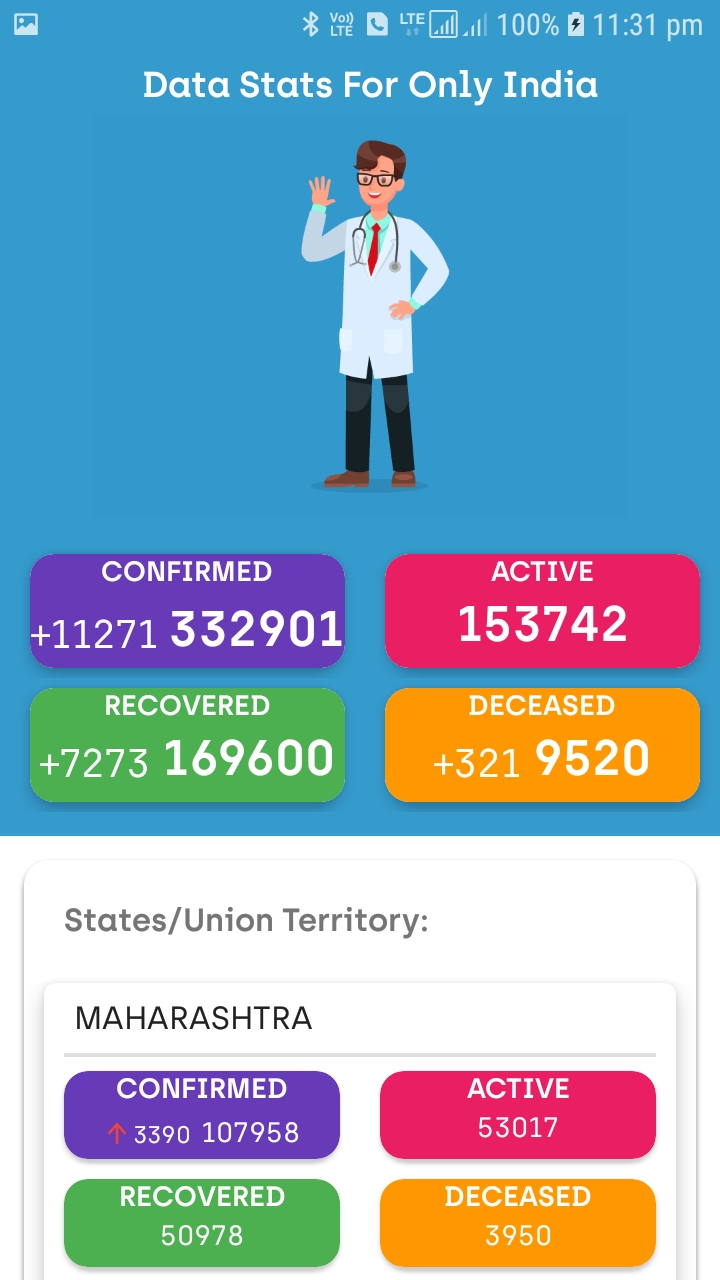 Vo)) LTE LTE 100% 11:31 pm
Data Stats For Only India
CONFIRMED
+11271 332901
ACTIVE
153742
RECOVERED
+7273 169600
DECEASED
+321 9520
States/Union Territory:
MAHARASHTRA
CONFIRMED
↑ 3390 107958
ACTIVE
53017
RECOVERED
50978
DECEASED
3950